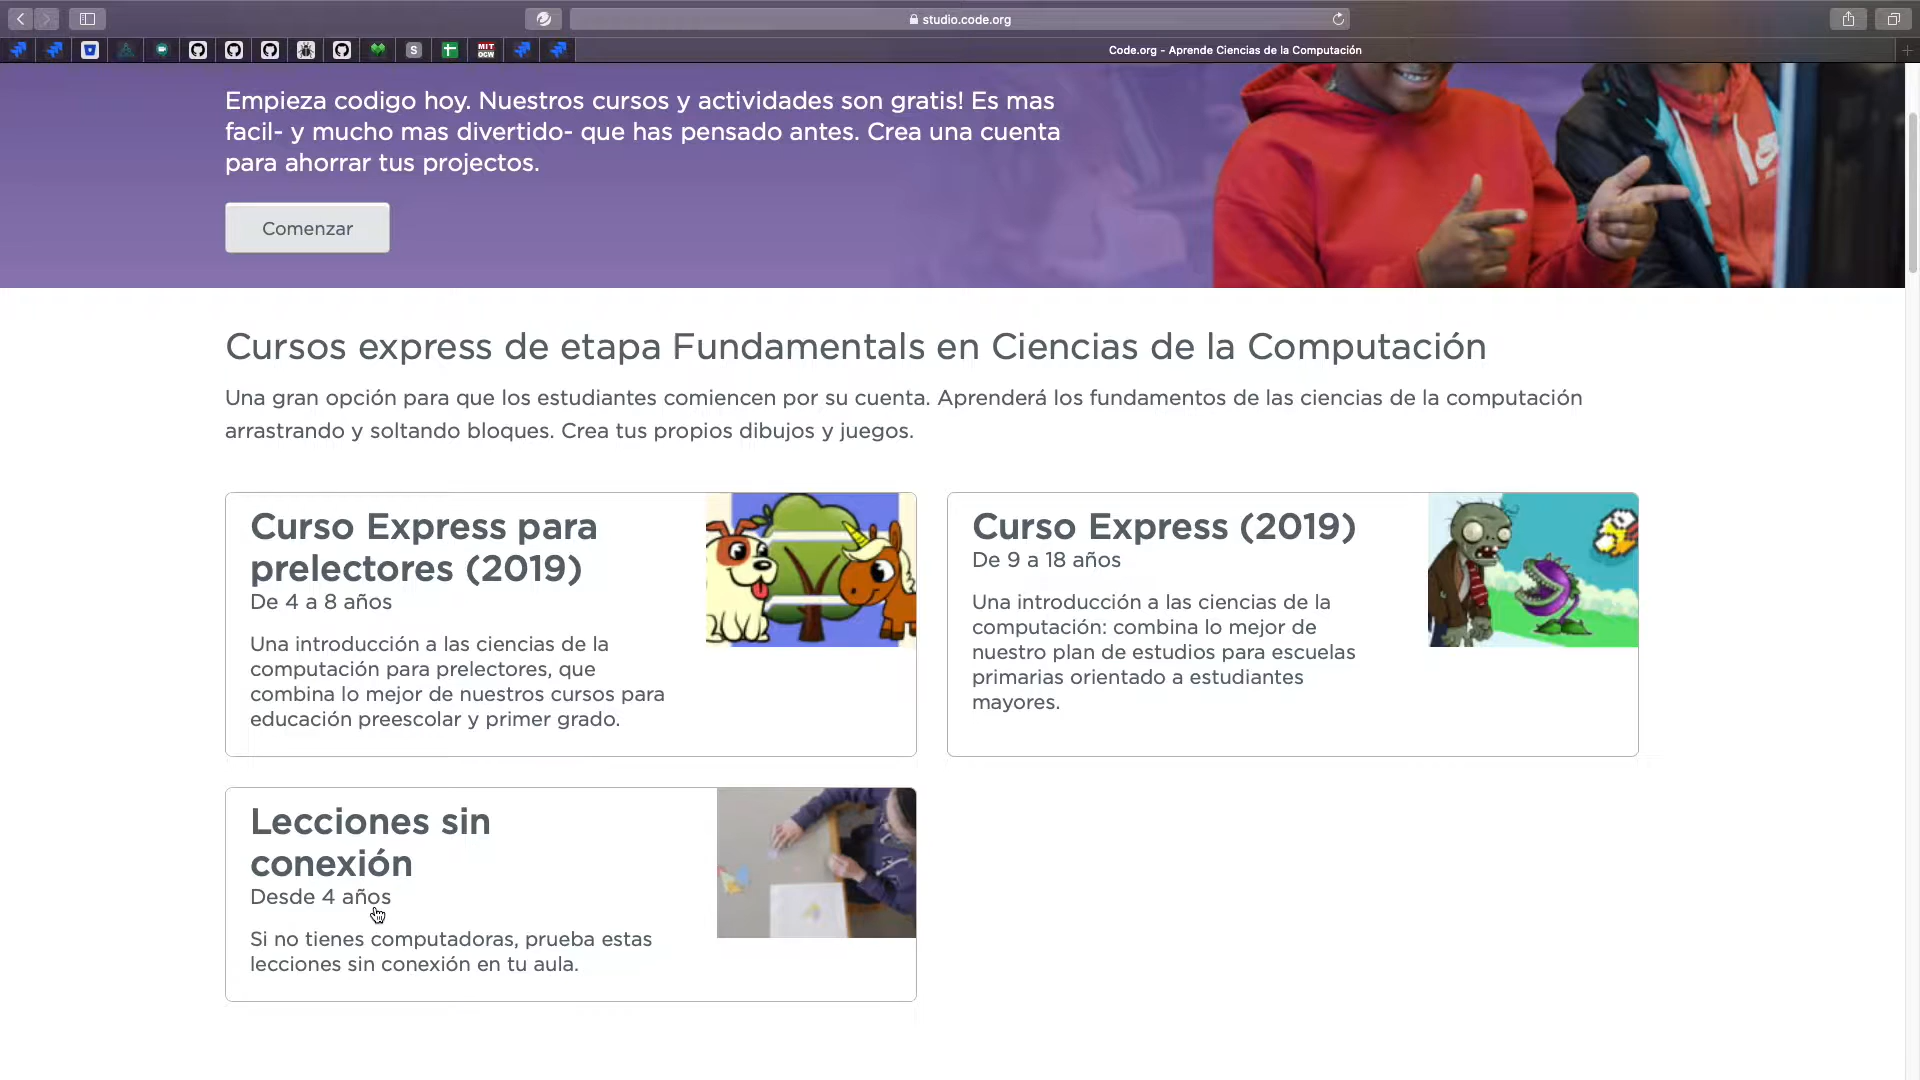 studio.code.org
S
MIT
OCW
Code.org - Aprende Ciencias de la Computación
Empieza codigo hoy. Nuestros cursos y actividades son gratis! Es mas
facil- y mucho mas divertido- que has pensado antes. Crea una cuenta
para ahorrar tus projectos.
Comenzar
Cursos express de etapa Fundamentals en Ciencias de la Computación
Una gran opción para que los estudiantes comiencen por su cuenta. Aprenderá los fundamentos de las ciencias de la computación
arrastrando y soltando bloques. Crea tus propios dibujos y juegos.
Curso Express para
prelectores (2019)
De 4 a 8 años
Una introducción a las ciencias de la
computación para prelectores, que
combina lo mejor de nuestros cursos para
educación preescolar y primer grado.
Curso Express (2019)
De 9 a 18 años
Una introducción a las ciencias de la
computación: combina lo mejor de
nuestro plan de estudios para escuelas
primarias orientado a estudiantes
mayores.
Lecciones sin
conexión
Desde 4 años
Si no tienes computadoras, prueba estas
lecciones sin conexión en tu aula.